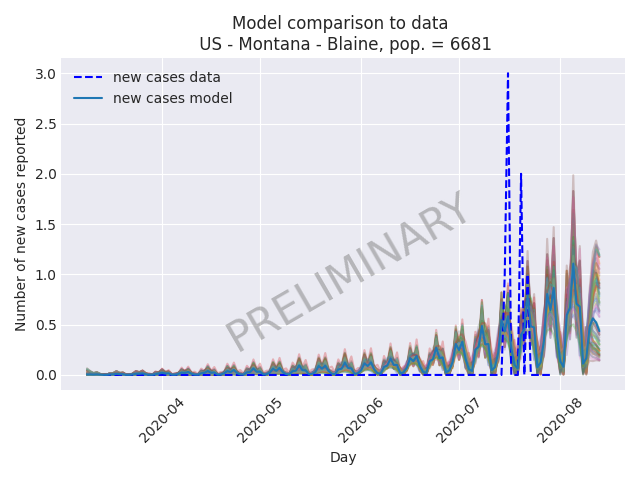 Model comparison to data
US - Montana - Blaine, pop. = 6681
new cases data
new cases model
PRELIMINARY
Number of new cases reported
3.0
2.5
2.0
1.5
1.0
0.5
0.0
2020-04
2020-05
2020-06
2020-07
2020-08
Day